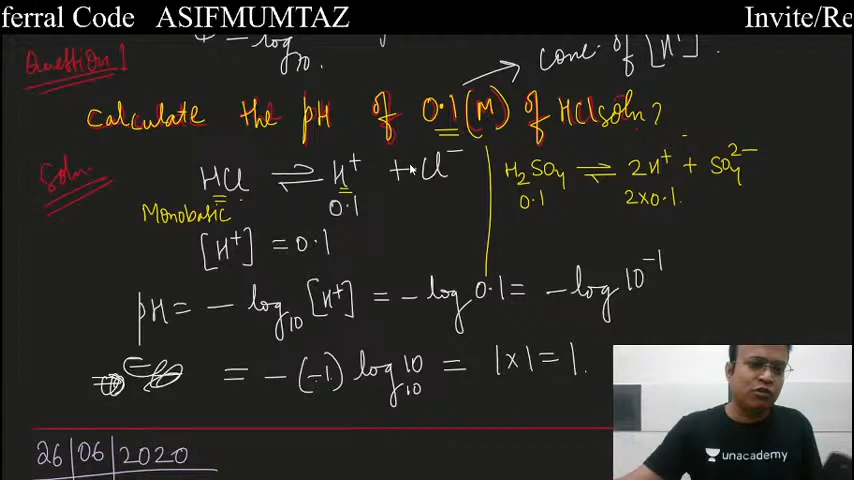 ferral Code ASIFMUMTAZ Invite/Re
= - log10
conc. of [H+].
Question 1
calculate the pH of 0.1 (M) of HCl soln?
Soln.
HCl ⇌ H+ + Cl−
Monobasic 0.1
[H+] = 0.1
H2SO4 ⇌ 2H+ + SO4 2−
0.1 2x0.1
pH = - log10 [H+] = - log 0.1 = - log 10−1
= - (-1) log10 10 = 1 x 1 = 1.
26 | 06 | 2020
unacademy